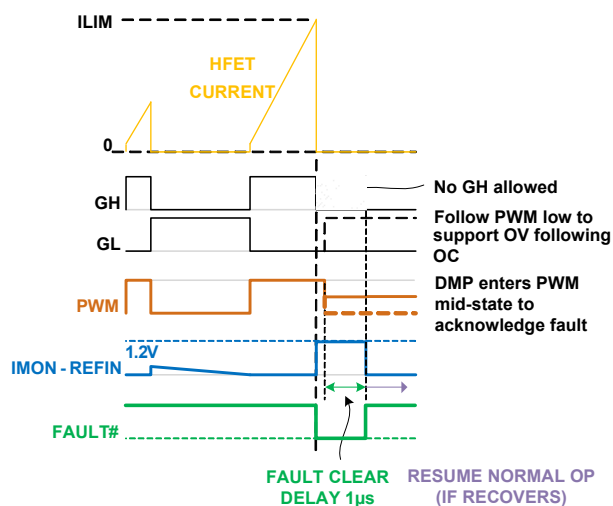 ILIM
HFET
CURRENT
0
GH
No GH allowed
GL
Follow PWM low to
support OV following
OC
PWM
DMP enters PWM
mid-state to
acknowledge fault
1.2V
IMON - REFIN
FAULT#
FAULT CLEAR
DELAY 1µs
RESUME NORMAL OP
(IF RECOVERS)